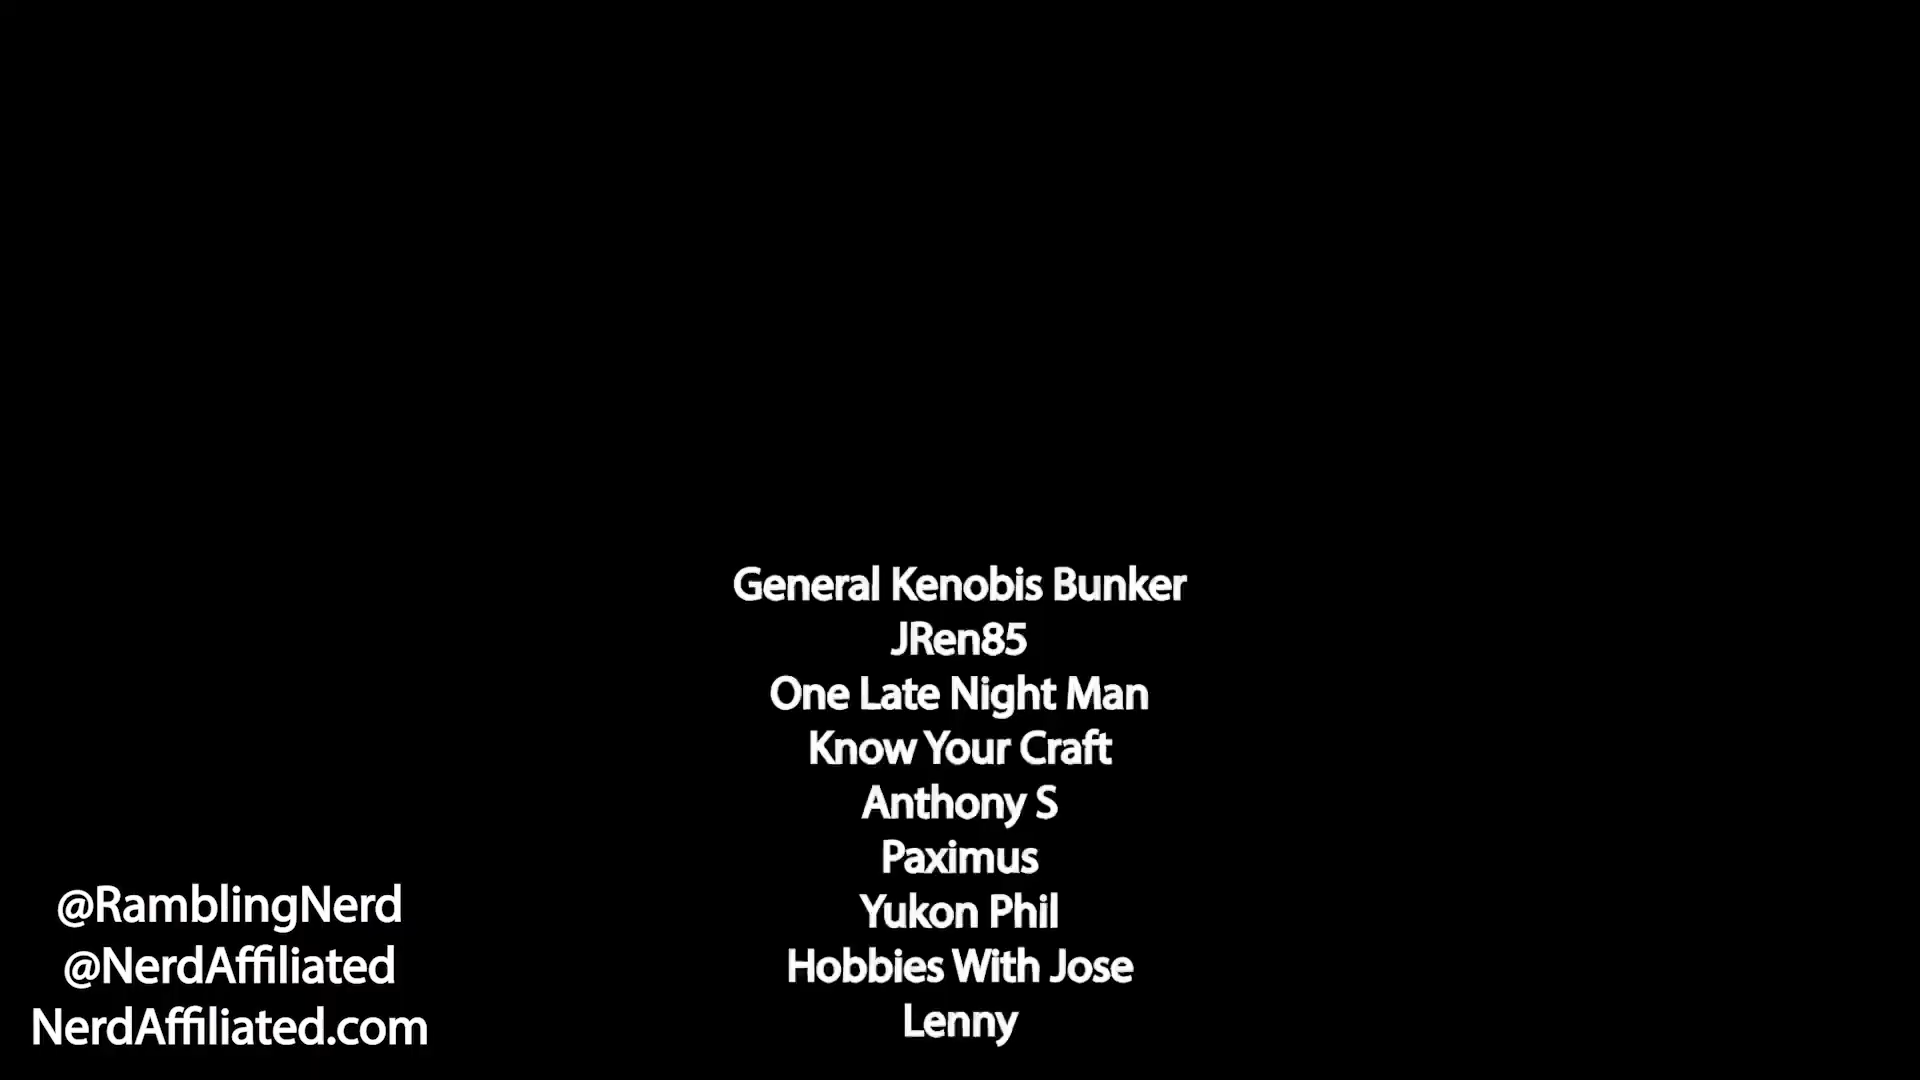 General Kenobis Bunker
JRen85
One Late Night Man
Know Your Craft
Anthony S
Paximus
Yukon Phil
Hobbies With Jose
Lenny
@RamblingNerd
@NerdAffiliated
NerdAffiliated.com